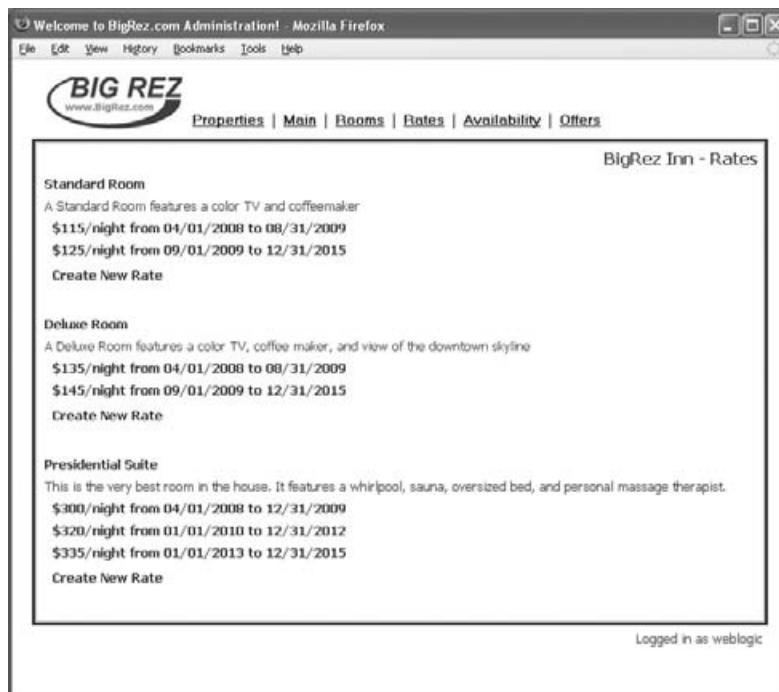 Welcome to BigRez.com Administration! - Mozilla Firefox
File Edit View History Bookmarks Tools Help
BIG REZ
www.BigRez.com
Properties | Main | Rooms | Rates | Availability | Offers
BigRez Inn - Rates
Standard Room
A Standard Room features a color TV and coffeemaker
$115/night from 04/01/2008 to 08/31/2009
$125/night from 09/01/2009 to 12/31/2015
Create New Rate
Deluxe Room
A Deluxe Room features a color TV, coffee maker, and view of the downtown skyline
$135/night from 04/01/2008 to 08/31/2009
$145/night from 09/01/2009 to 12/31/2015
Create New Rate
Presidential Suite
This is the very best room in the house. It features a whirlpool, sauna, oversized bed, and personal massage therapist.
$300/night from 04/01/2008 to 12/31/2009
$320/night from 01/01/2010 to 12/31/2012
$335/night from 01/01/2013 to 12/31/2015
Create New Rate
Logged in as weblogic